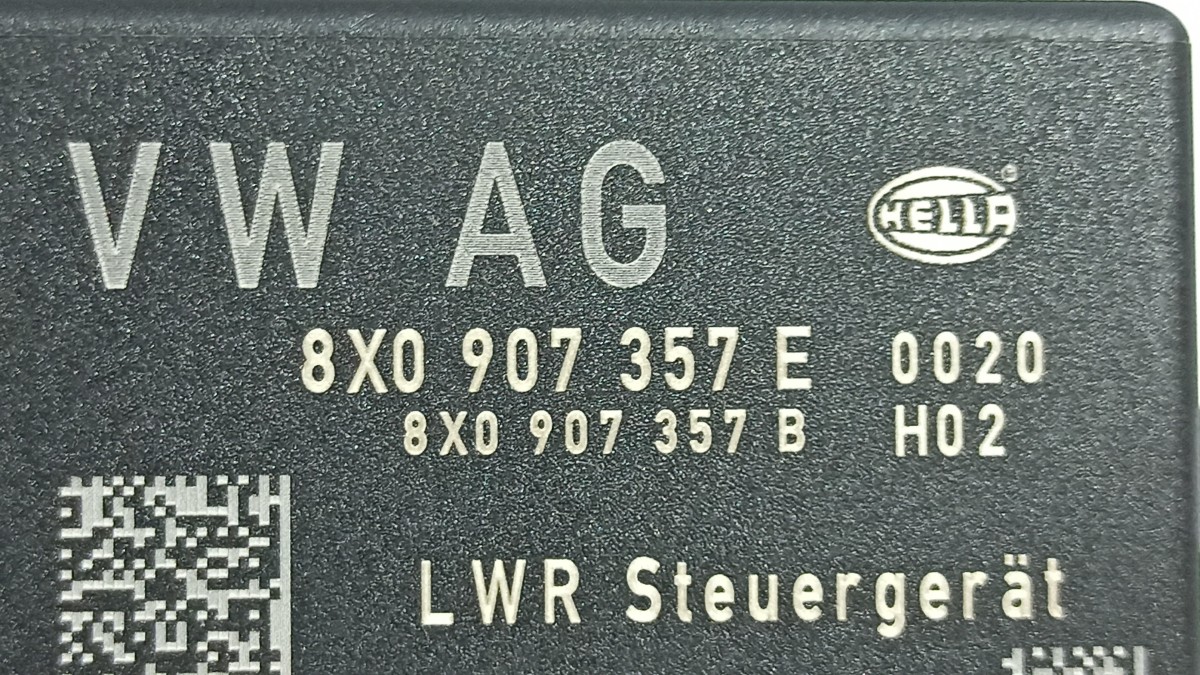 VW AG
HELLA
8X0 907 357 E 0020
8X0 907 357 B H02
LWR Steuergerät